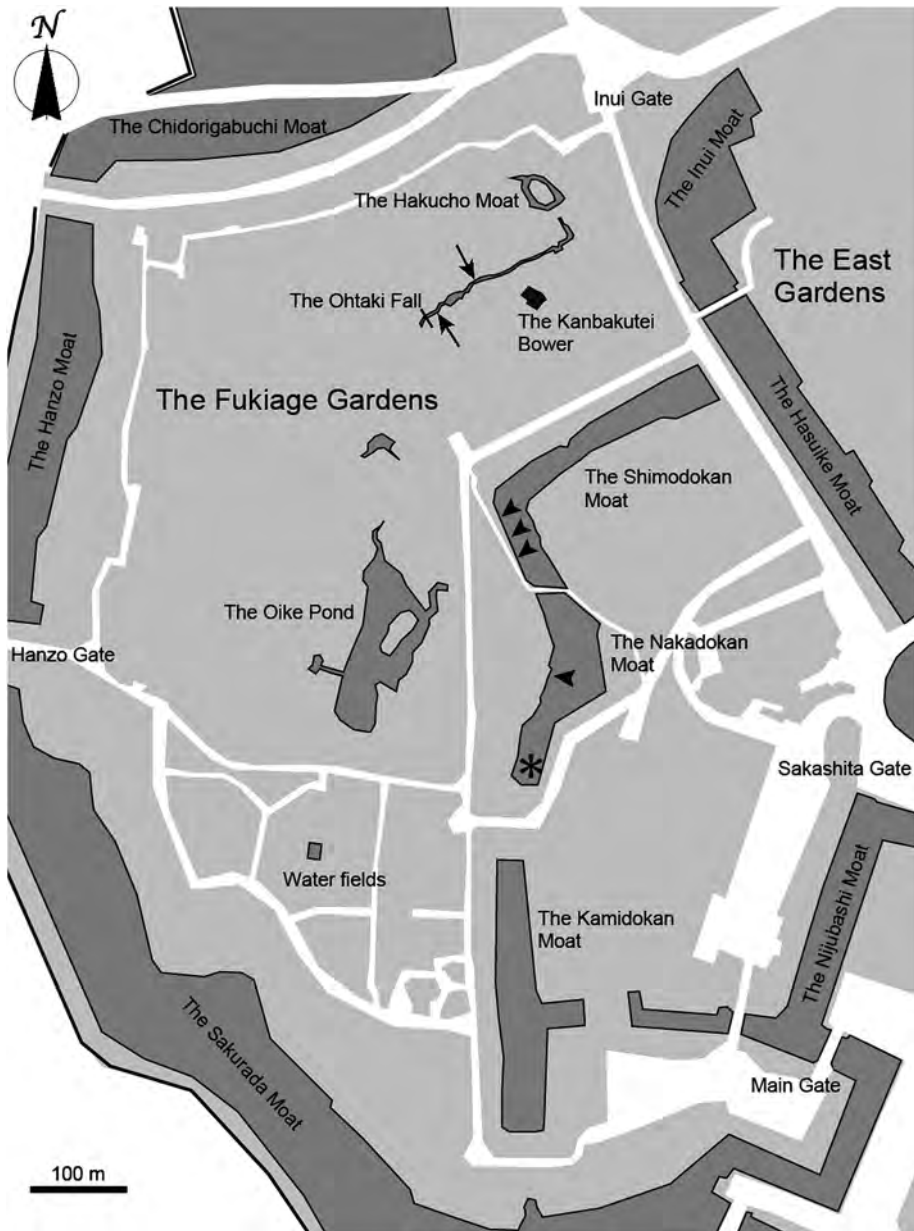 N
Inui Gate
The Chidorigabuchi Moat
The Inui Moat
The Hakucho Moat
The East
Gardens
The Ohtaki Fall
The Kanbakutei
Bower
The Hanzo Moat
The Fukiage Gardens
The Hasuike Moat
The Shimodokan
Moat
The Oike Pond
Hanzo Gate
The Nakadokan
Moat
*
Sakashita Gate
Water fields
The Kamidokan
Moat
The Nijubashi Moat
The Sakurada Moat
Main Gate
100 m